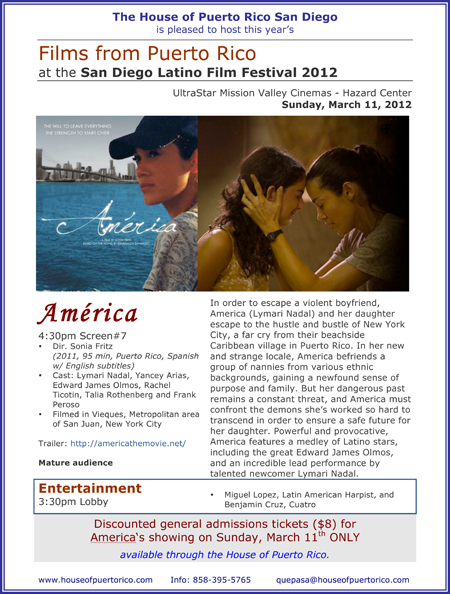 The House of Puerto Rico San Diego
is pleased to host this year's
Films from Puerto Rico
at the San Diego Latino Film Festival 2012
UltraStar Mission Valley Cinemas - Hazard Center
Sunday, March 11, 2012
THE WILL TO LEAVE EVERYTHING.
THE STRENGTH TO START OVER.
América
América
4:30pm Screen#7
• Dir. Sonia Fritz
(2011, 95 min, Puerto Rico, Spanish
w/ English subtitles)
• Cast: Lymari Nadal, Yancey Arias,
Edward James Olmos, Rachel
Ticotin, Talia Rothenberg and Frank
Peroso
• Filmed in Vieques, Metropolitan area
of San Juan, New York City
Trailer: http://americathemovie.net/
Mature audience
In order to escape a violent boyfriend,
America (Lymari Nadal) and her daughter
escape to the hustle and bustle of New York
City, a far cry from their beachside
Caribbean village in Puerto Rico. In her new
and strange locale, America befriends a
group of nannies from various ethnic
backgrounds, gaining a newfound sense of
purpose and family. But her dangerous past
remains a constant threat, and America must
confront the demons she's worked so hard to
transcend in order to ensure a safe future for
her daughter. Powerful and provocative,
America features a medley of Latino stars,
including the great Edward James Olmos,
and an incredible lead performance by
talented newcomer Lymari Nadal.
Entertainment
3:30pm Lobby
• Miguel Lopez, Latin American Harpist, and
Benjamin Cruz, Cuatro
Discounted general admissions tickets ($8) for
America's showing on Sunday, March 11th ONLY
available through the House of Puerto Rico.
www.houseofpuertorico.com Info: 858-395-5765 quepasa@houseofpuertorico.com